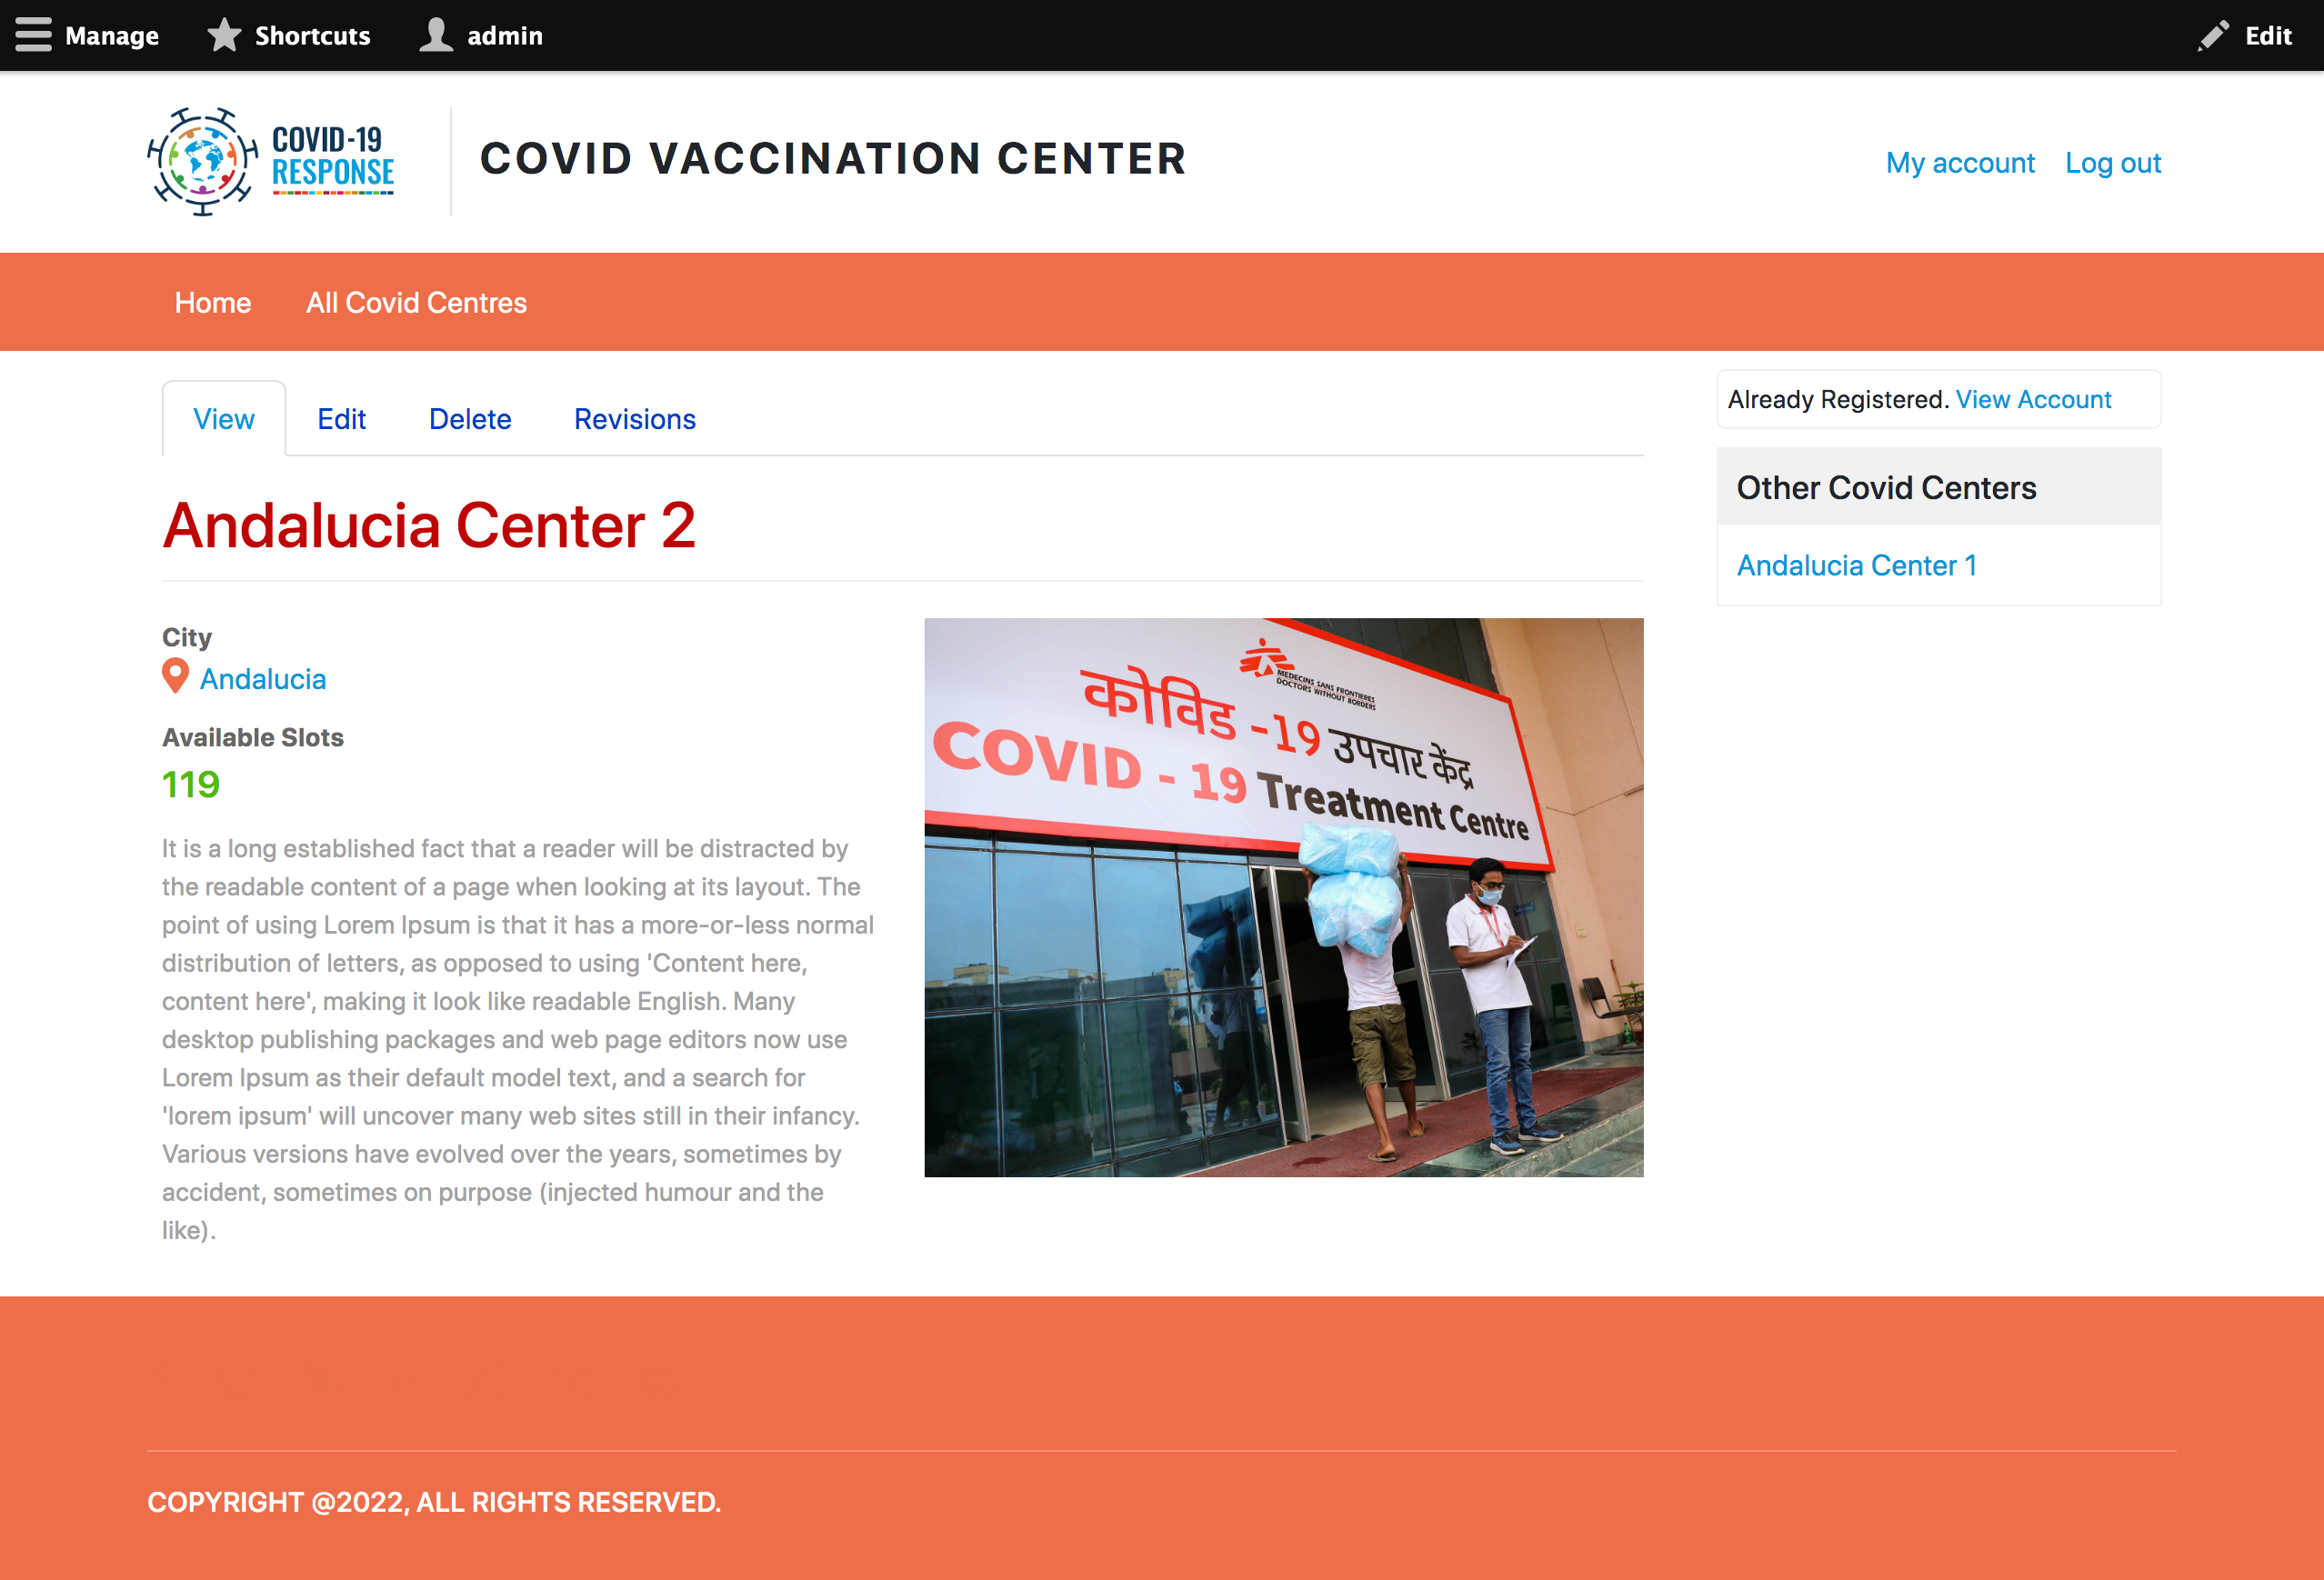 Manage Shortcuts admin Edit
COVID-19
RESPONSE
COVID VACCINATION CENTER
My account Log out
Home All Covid Centres
View Edit Delete Revisions
Already Registered. View Account
Other Covid Centers
Andalucia Center 1
Andalucia Center 2
City
Andalucia
Available Slots
119
It is a long established fact that a reader will be distracted by
the readable content of a page when looking at its layout. The
point of using Lorem Ipsum is that it has a more-or-less normal
distribution of letters, as opposed to using 'Content here,
content here', making it look like readable English. Many
desktop publishing packages and web page editors now use
Lorem Ipsum as their default model text, and a search for
'lorem ipsum' will uncover many web sites still in their infancy.
Various versions have evolved over the years, sometimes by
accident, sometimes on purpose (injected humour and the
like).
MEDECINS SANS FRONTIERES
DOCTORS WITHOUT BORDERS
कोविड -19 उपचार केंद्र
COVID - 19 Treatment Centre
COPYRIGHT @2022, ALL RIGHTS RESERVED.